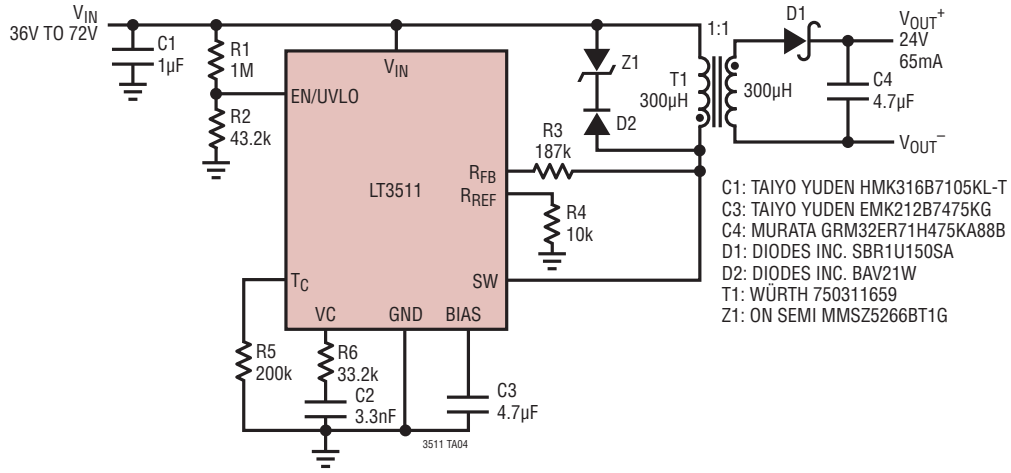 VIN
36V TO 72V
C1
1µF
R1
1M
R2
43.2k
VIN
EN/UVLO
LT3511
RFB
RREF
SW
TC
VC
GND
BIAS
Z1
D2
R3
187k
R4
10k
1:1
T1
300µH
300µH
D1
VOUT+
24V
65mA
C4
4.7µF
VOUT–
C1: TAIYO YUDEN HMK316B7105KL-T
C3: TAIYO YUDEN EMK212B7475KG
C4: MURATA GRM32ER71H475KA88B
D1: DIODES INC. SBR1U150SA
D2: DIODES INC. BAV21W
T1: WÜRTH 750311659
Z1: ON SEMI MMSZ5266BT1G
R5
200k
R6
33.2k
C2
3.3nF
C3
4.7µF
3511 TA04